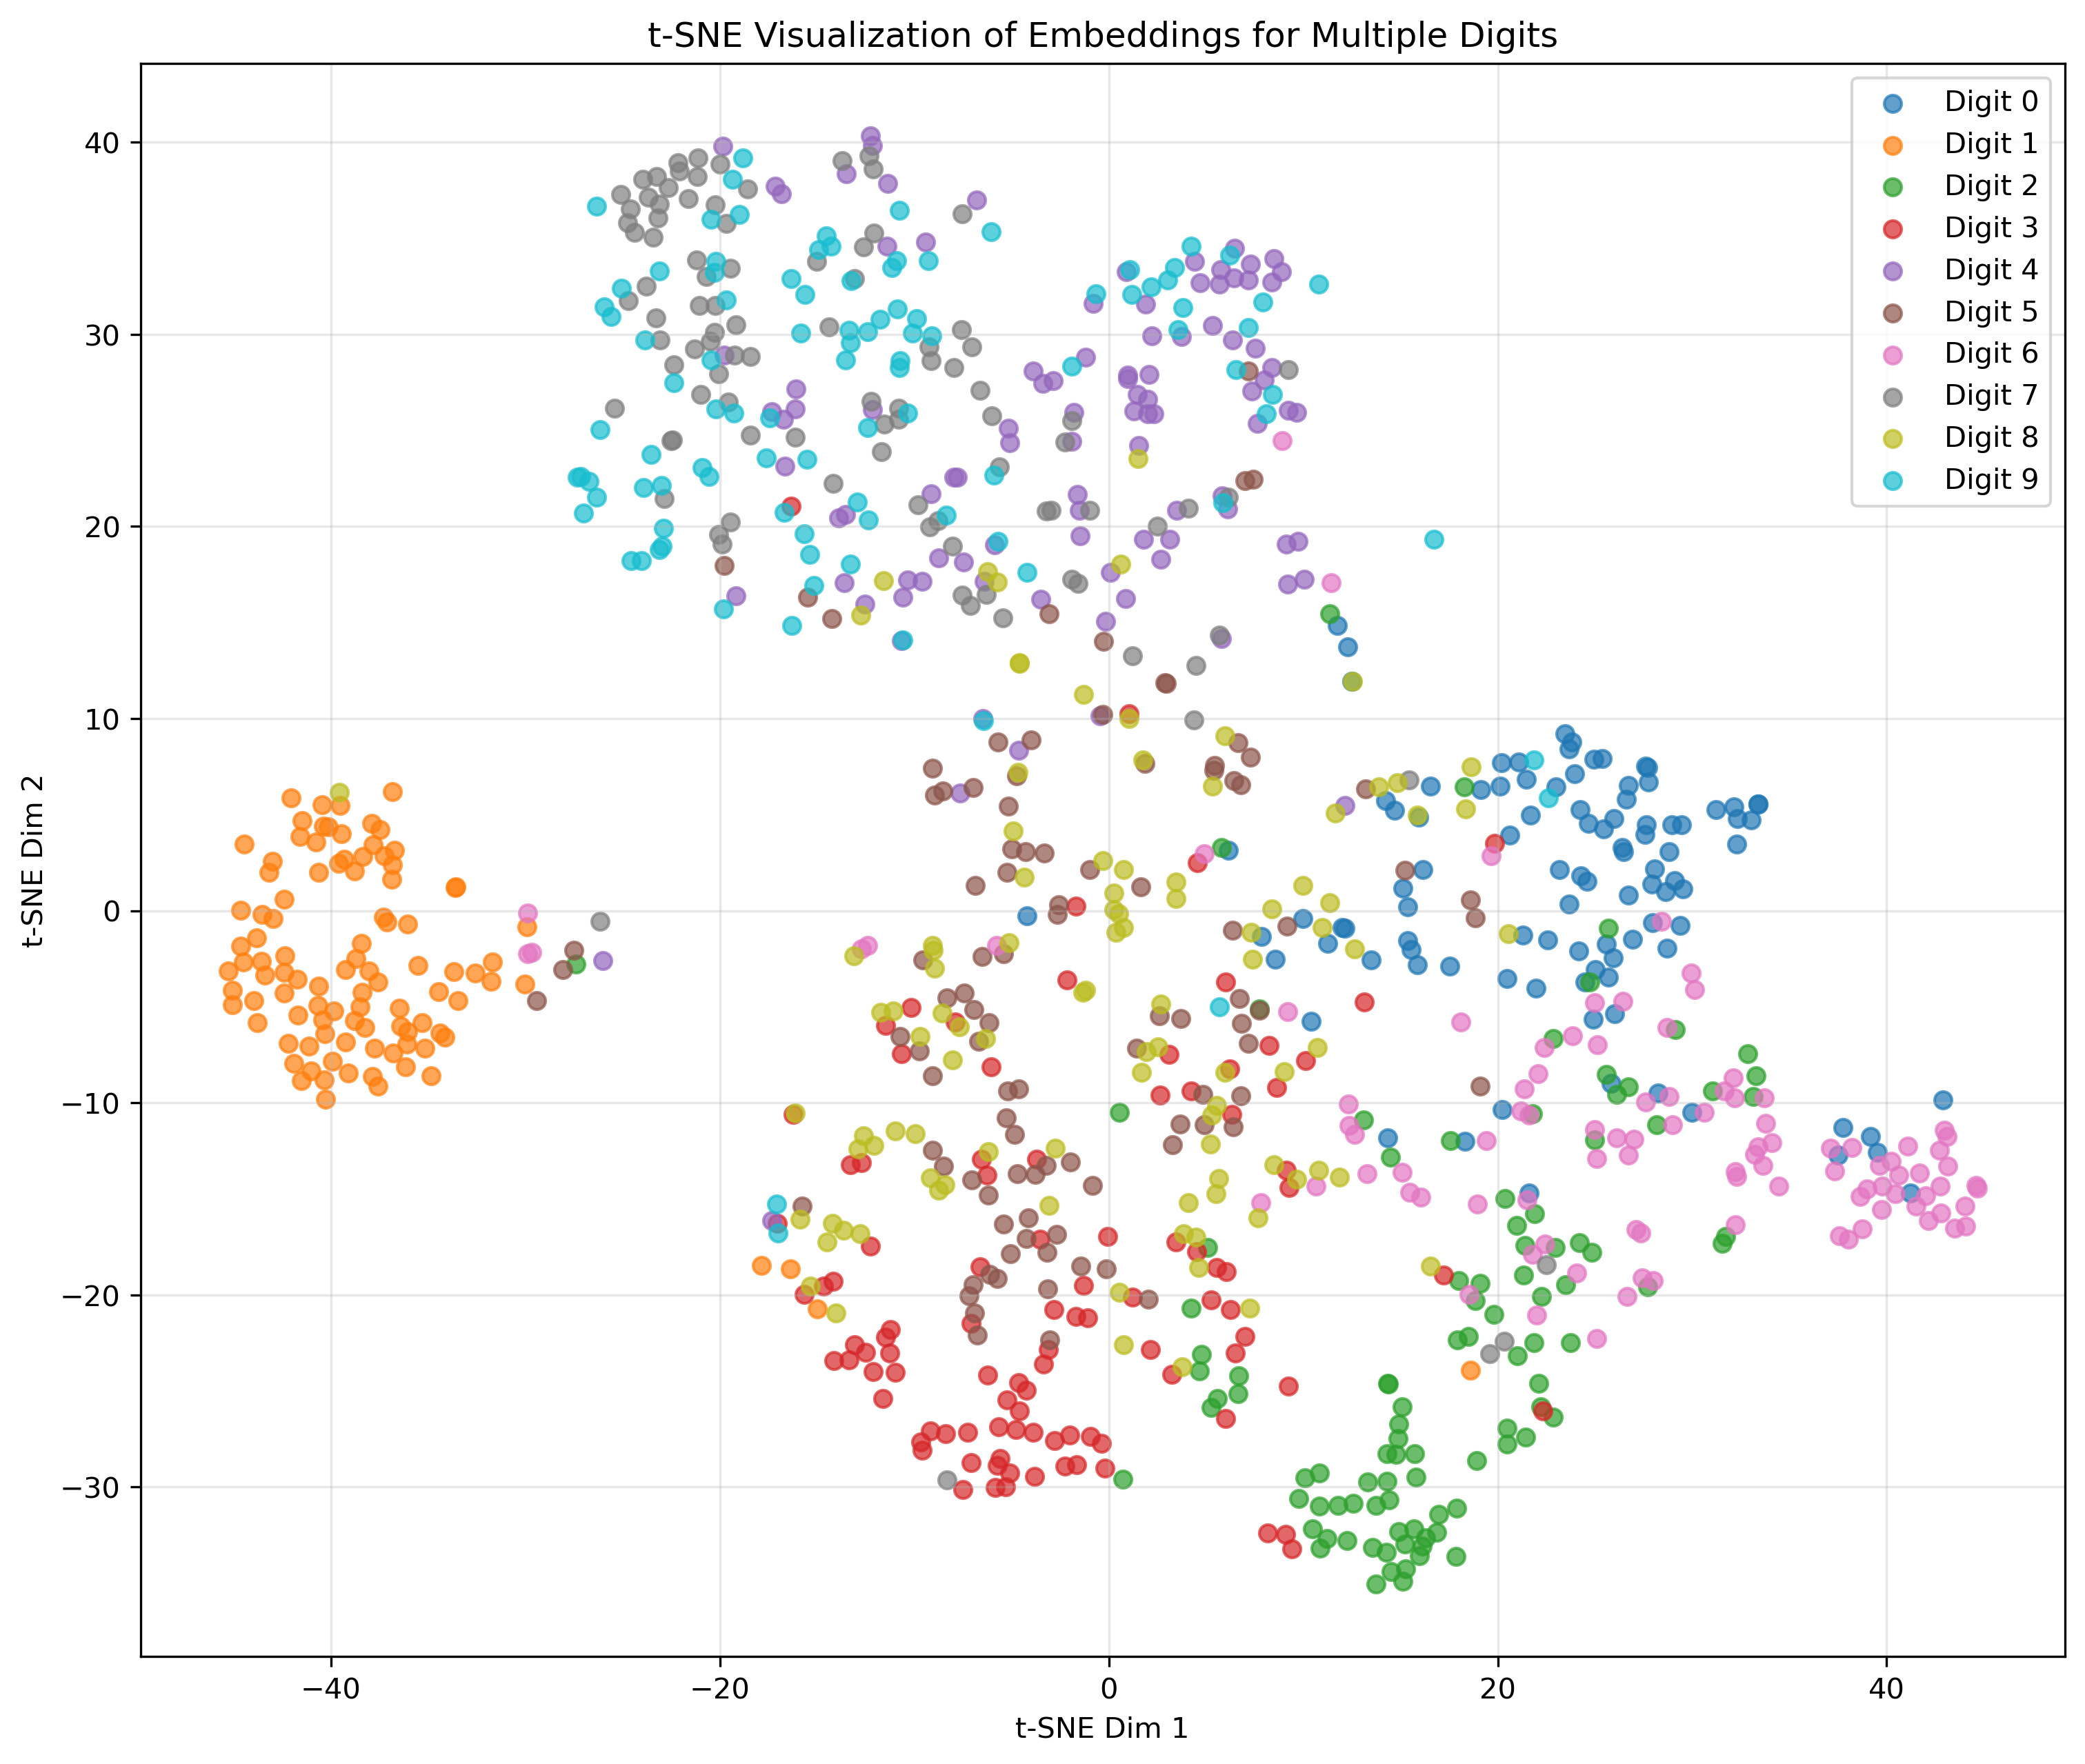 t-SNE Visualization of Embeddings for Multiple Digits
Digit 0
Digit 1
Digit 2
Digit 3
Digit 4
Digit 5
Digit 6
Digit 7
Digit 8
Digit 9
40
30
20
10
0
−10
−20
−30
t-SNE Dim 2
−40
−20
0
20
40
t-SNE Dim 1